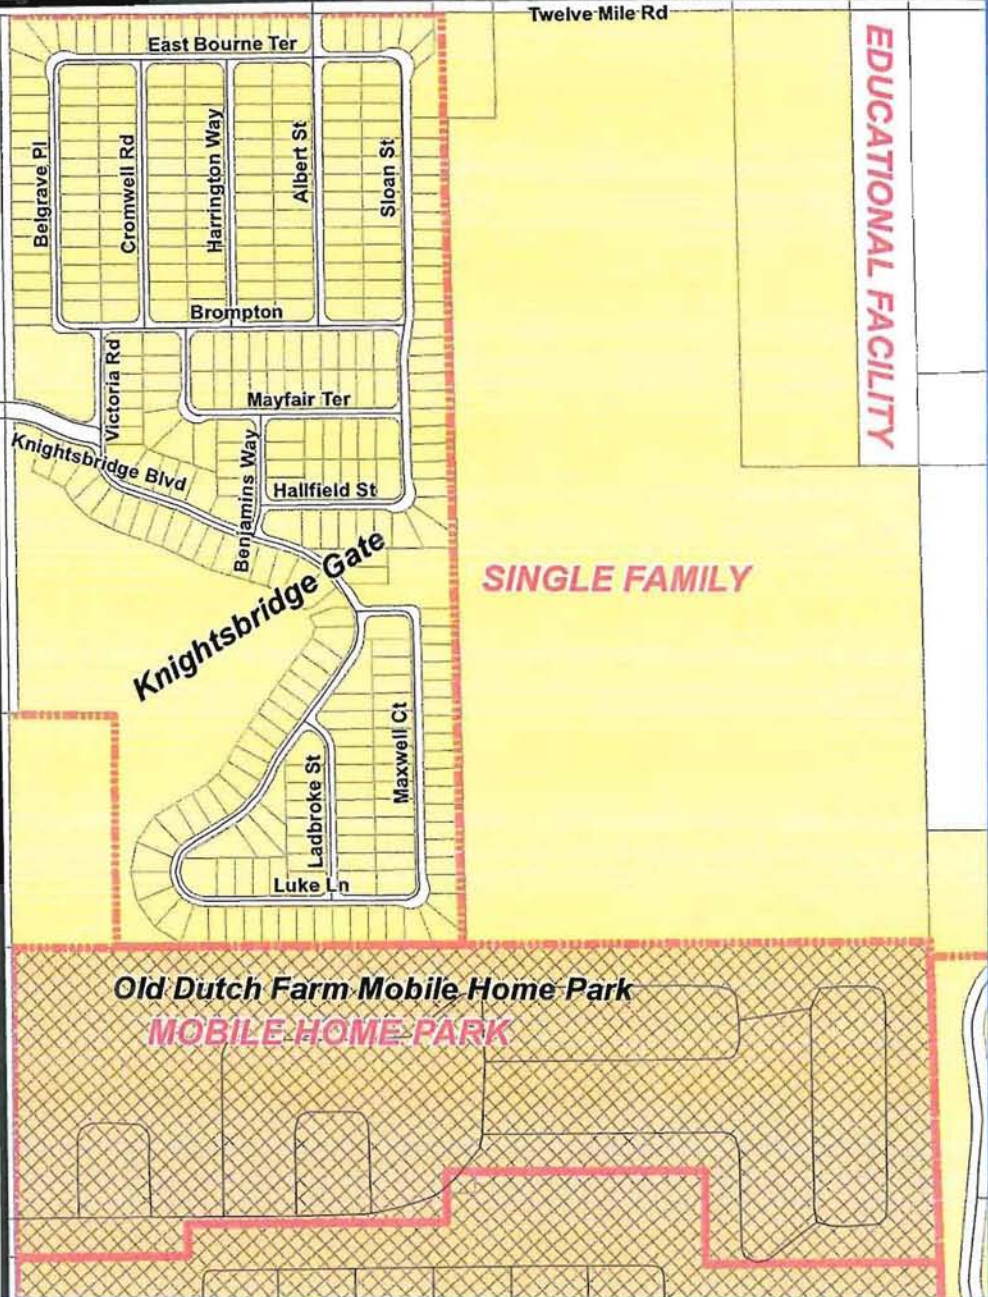 Twelve Mile Rd
East Bourne Ter
Belgrave Pl
Cromwell Rd
Harrington Way
Albert St
Sloan St
EDUCATIONAL FACILITY
Brompton
Victoria Rd
Mayfair Ter
Knightsbridge Blvd
Benjamins Way
Hallfield St
Knightsbridge Gate
SINGLE FAMILY
Ladbroke St
Maxwell Ct
Luke Ln
Old Dutch Farm Mobile Home Park
MOBILE HOME PARK